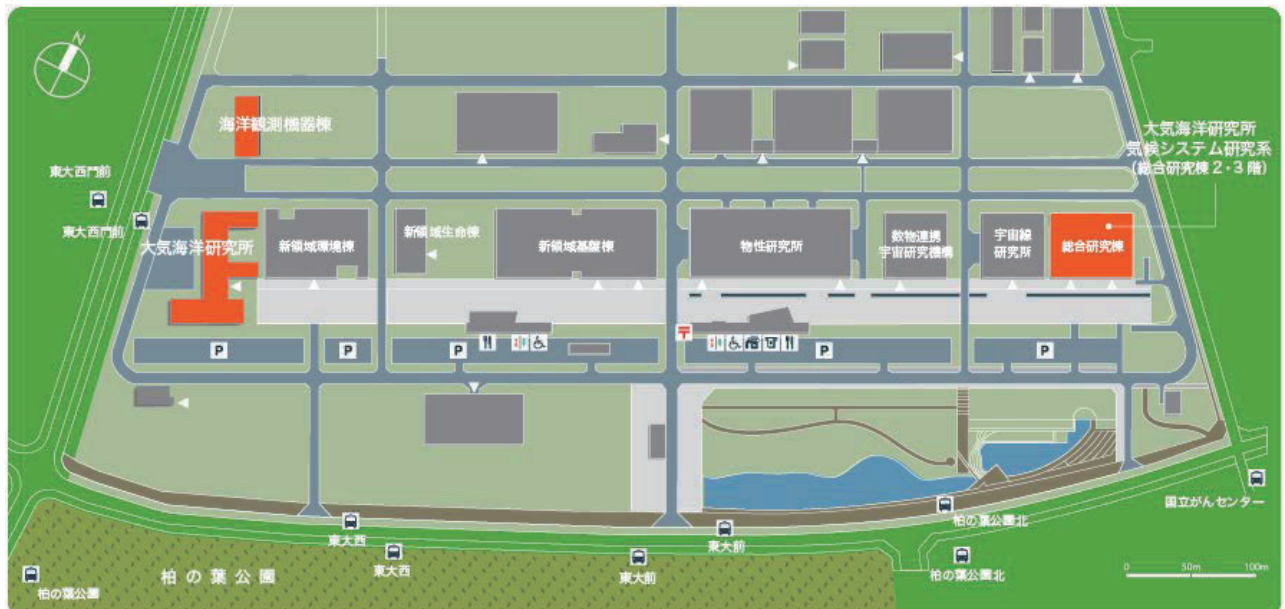 N
海洋観測機器棟
大気海洋研究所
気候システム研究系
(総合研究棟2・3階)
東大西門前
東大西門前
大気海洋研究所
新領域環境棟
新領域生命棟
新領域基盤棟
物性研究所
数物連携
宇宙研究機構
宇宙線
研究所
総合研究棟
〒
P
P
P
P
P
国立がんセンター
柏の葉公園北
東大西
東大前
東大西
東大前
柏の葉公園北
柏の葉公園
柏の葉公園
0 50m 100m